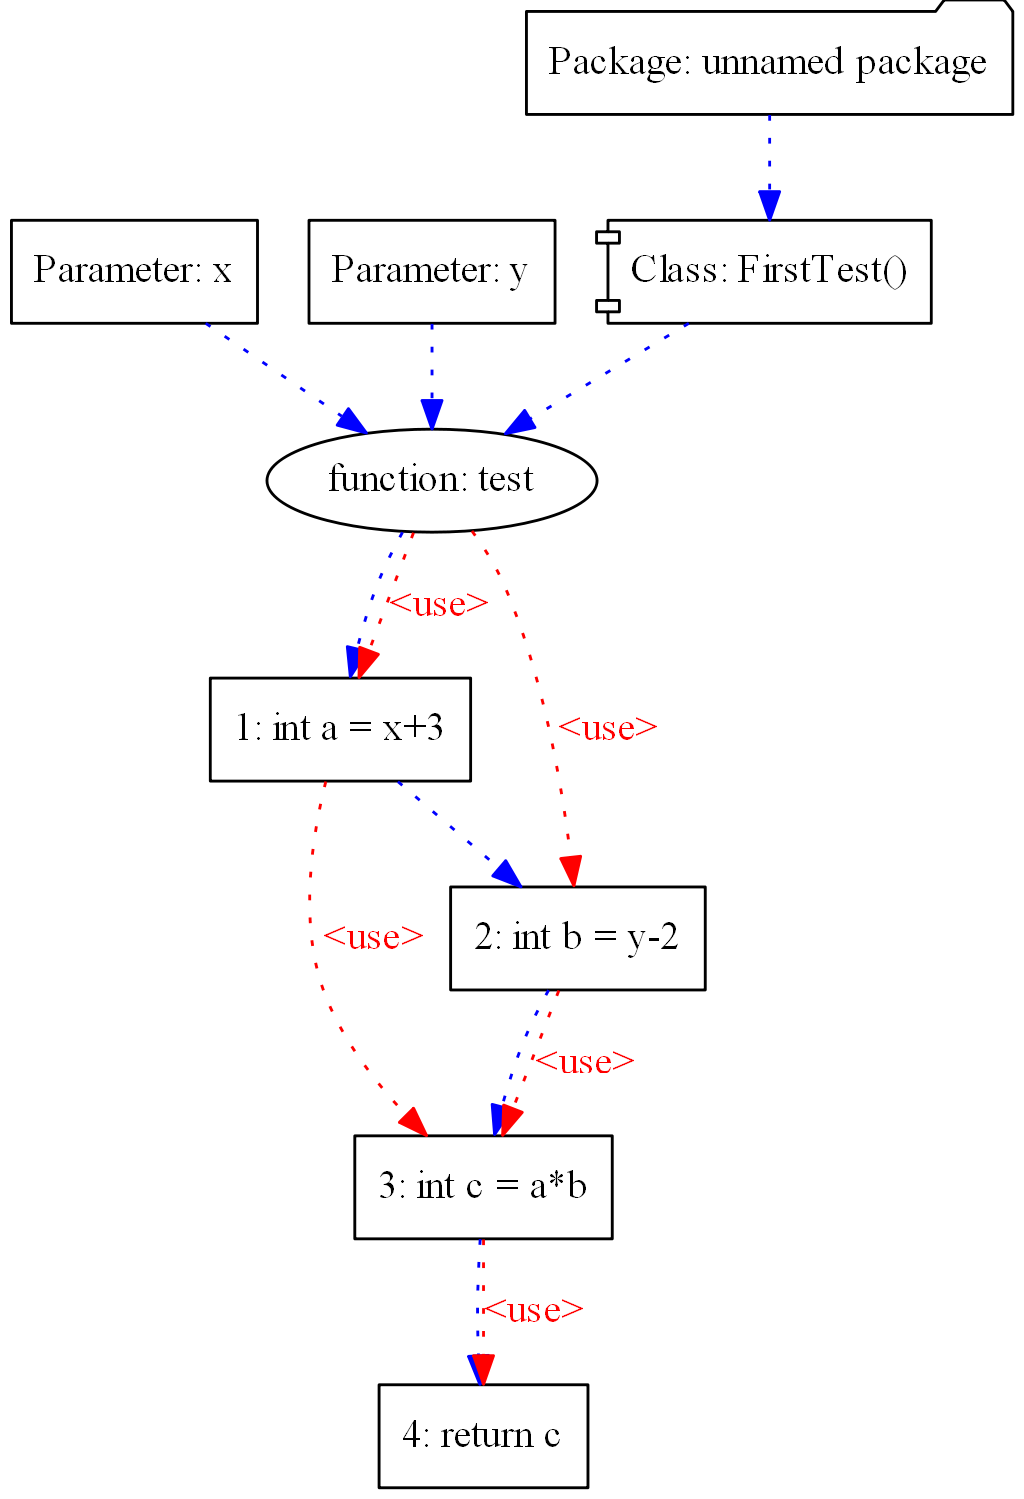 Package: unnamed package
Parameter: x
Parameter: y
Class: FirstTest()
function: test
<use>
1: int a = x+3
<use>
<use>
2: int b = y-2
<use>
3: int c = a*b
<use>
4: return c